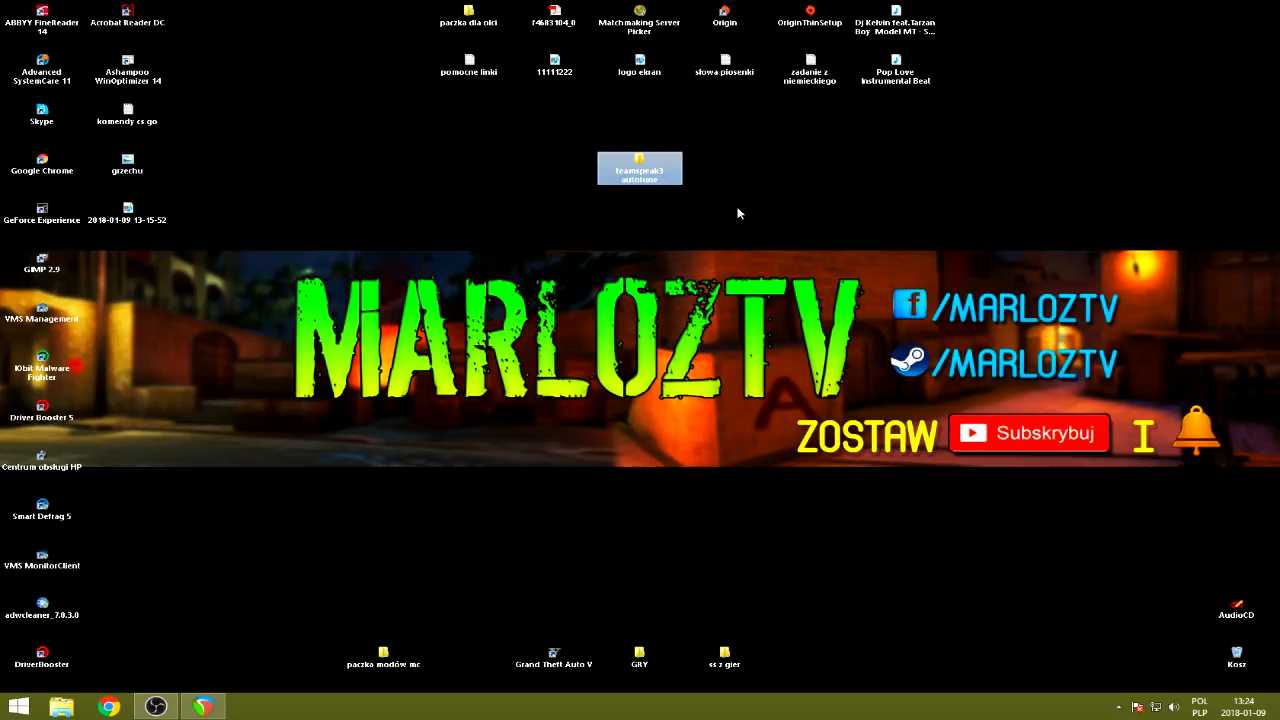 ABBYY FineReader
14
Acrobat Reader DC
paczka dla olci
f4683104_0
Matchmaking Server
Picker
Origin
OriginThinSetup
Dj Kelvin feat.Tarzan
Boy Model MT - S...
Advanced
SystemCare 11
Ashampoo
WinOptimizer 14
pomocne linki
11111222
logo ekran
słowa piosenki
zadanie z
niemieckiego
Pop Love
Instrumental Beat
Skype
komendy cs go
Google Chrome
grzechu
teamspeak3
autotune
GeForce Experience
2018-01-09 13-15-52
GIMP 2.9
VMS Management
IObit Malware
Fighter
Driver Booster 5
Centrum obsługi HP
Smart Defrag 5
VMS MonitorClient
adwcleaner_7.0.3.0
DriverBooster
MARLOZTV
/MARLOZTV
/MARLOZTV
ZOSTAW Subskrybuj I
paczka modów mc
Grand Theft Auto V
GRY
ss z gier
AudioCD
Kosz
POL
PLP
13:24
2018-01-09